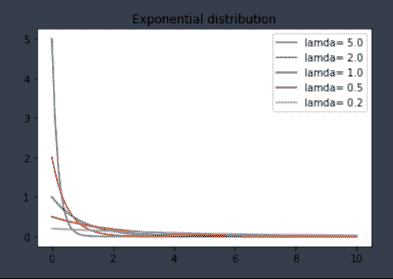 Exponential distribution
lamda= 5.0
lamda= 2.0
lamda= 1.0
lamda= 0.5
lamda= 0.2
5
4
3
2
1
0
0 2 4 6 8 10